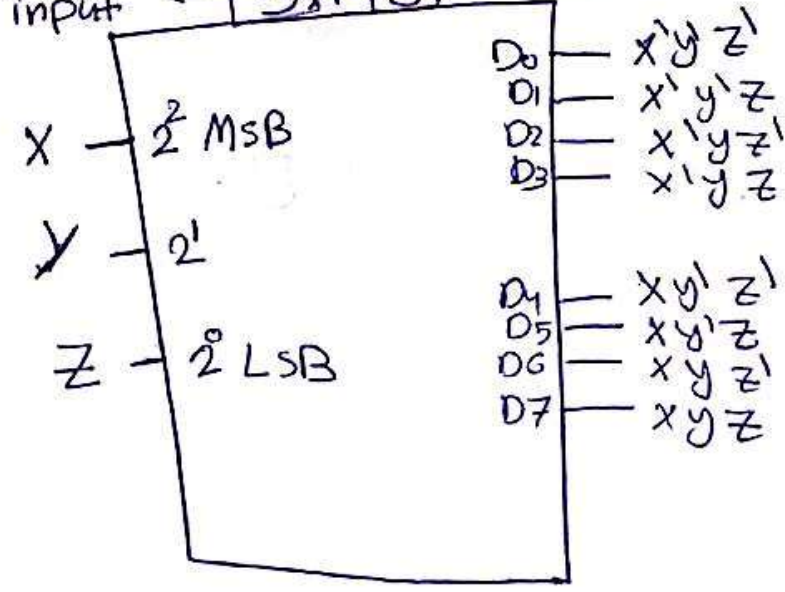 input
D0 x'y'z'
D1 x'y'z
X 2² MSB D2 x'yz'
D3 x'yz
y 2¹
D4 xy'z'
D5 xy'z
Z 2⁰ LSB D6 xyz'
D7 xyz